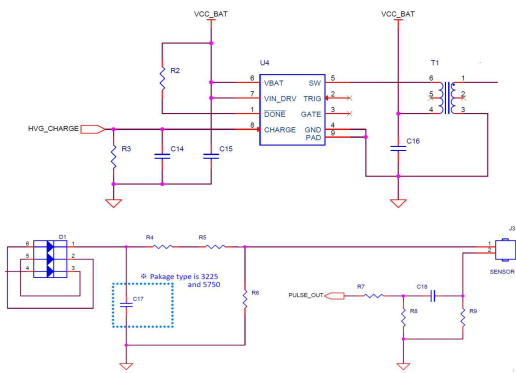 VCC_BAT
VCC_BAT
U4
T1
R2
6 VBAT SW 5
7 VIN_DRV TRIG 2
1 DONE GATE 3
8 CHARGE GND 4
PAD 9
6 1
5 2
4 3
HVG_CHARGE
R3
C14
C15
C16
D1
6 1
5 2
4 3
R4
R5
※ Pakage type is 3225
and 5750
C17
R6
J3
1
2
SENSOR
PULSE_OUT
R7
C18
R8
R9